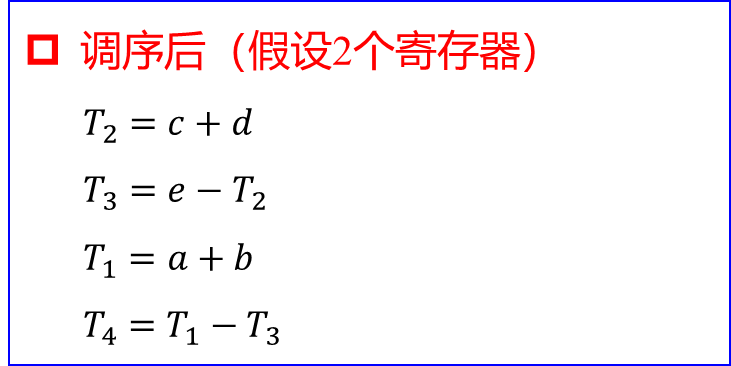 调序后（假设2个寄存器）
T₂ = c + d
T₃ = e − T₂
T₁ = a + b
T₄ = T₁ − T₃